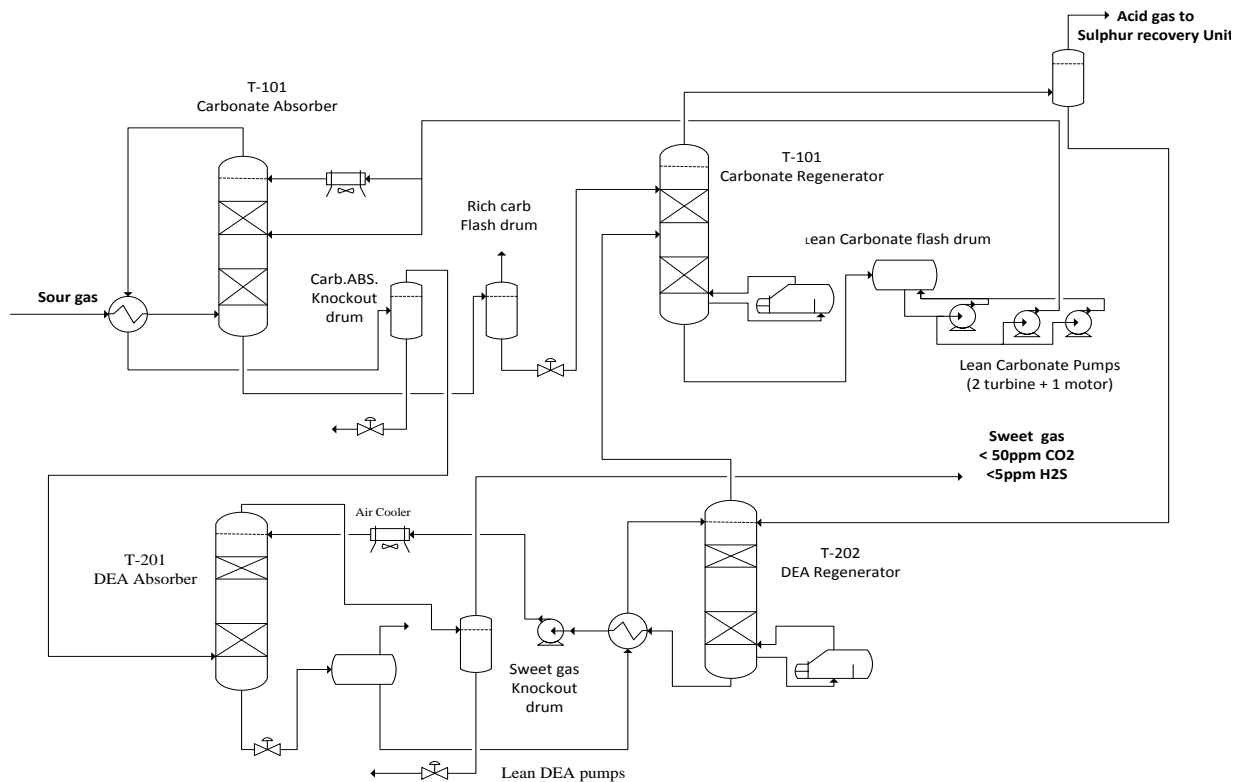 Acid gas to
Sulphur recovery Unit
T-101
Carbonate Absorber
T-101
Carbonate Regenerator
Rich carb
Flash drum
Lean Carbonate flash drum
Carb.ABS.
Knockout
drum
Sour gas
Lean Carbonate Pumps
(2 turbine + 1 motor)
Sweet gas
< 50ppm CO2
<5ppm H2S
Air Cooler
T-201
DEA Absorber
T-202
DEA Regenerator
Sweet gas
Knockout
drum
Lean DEA pumps